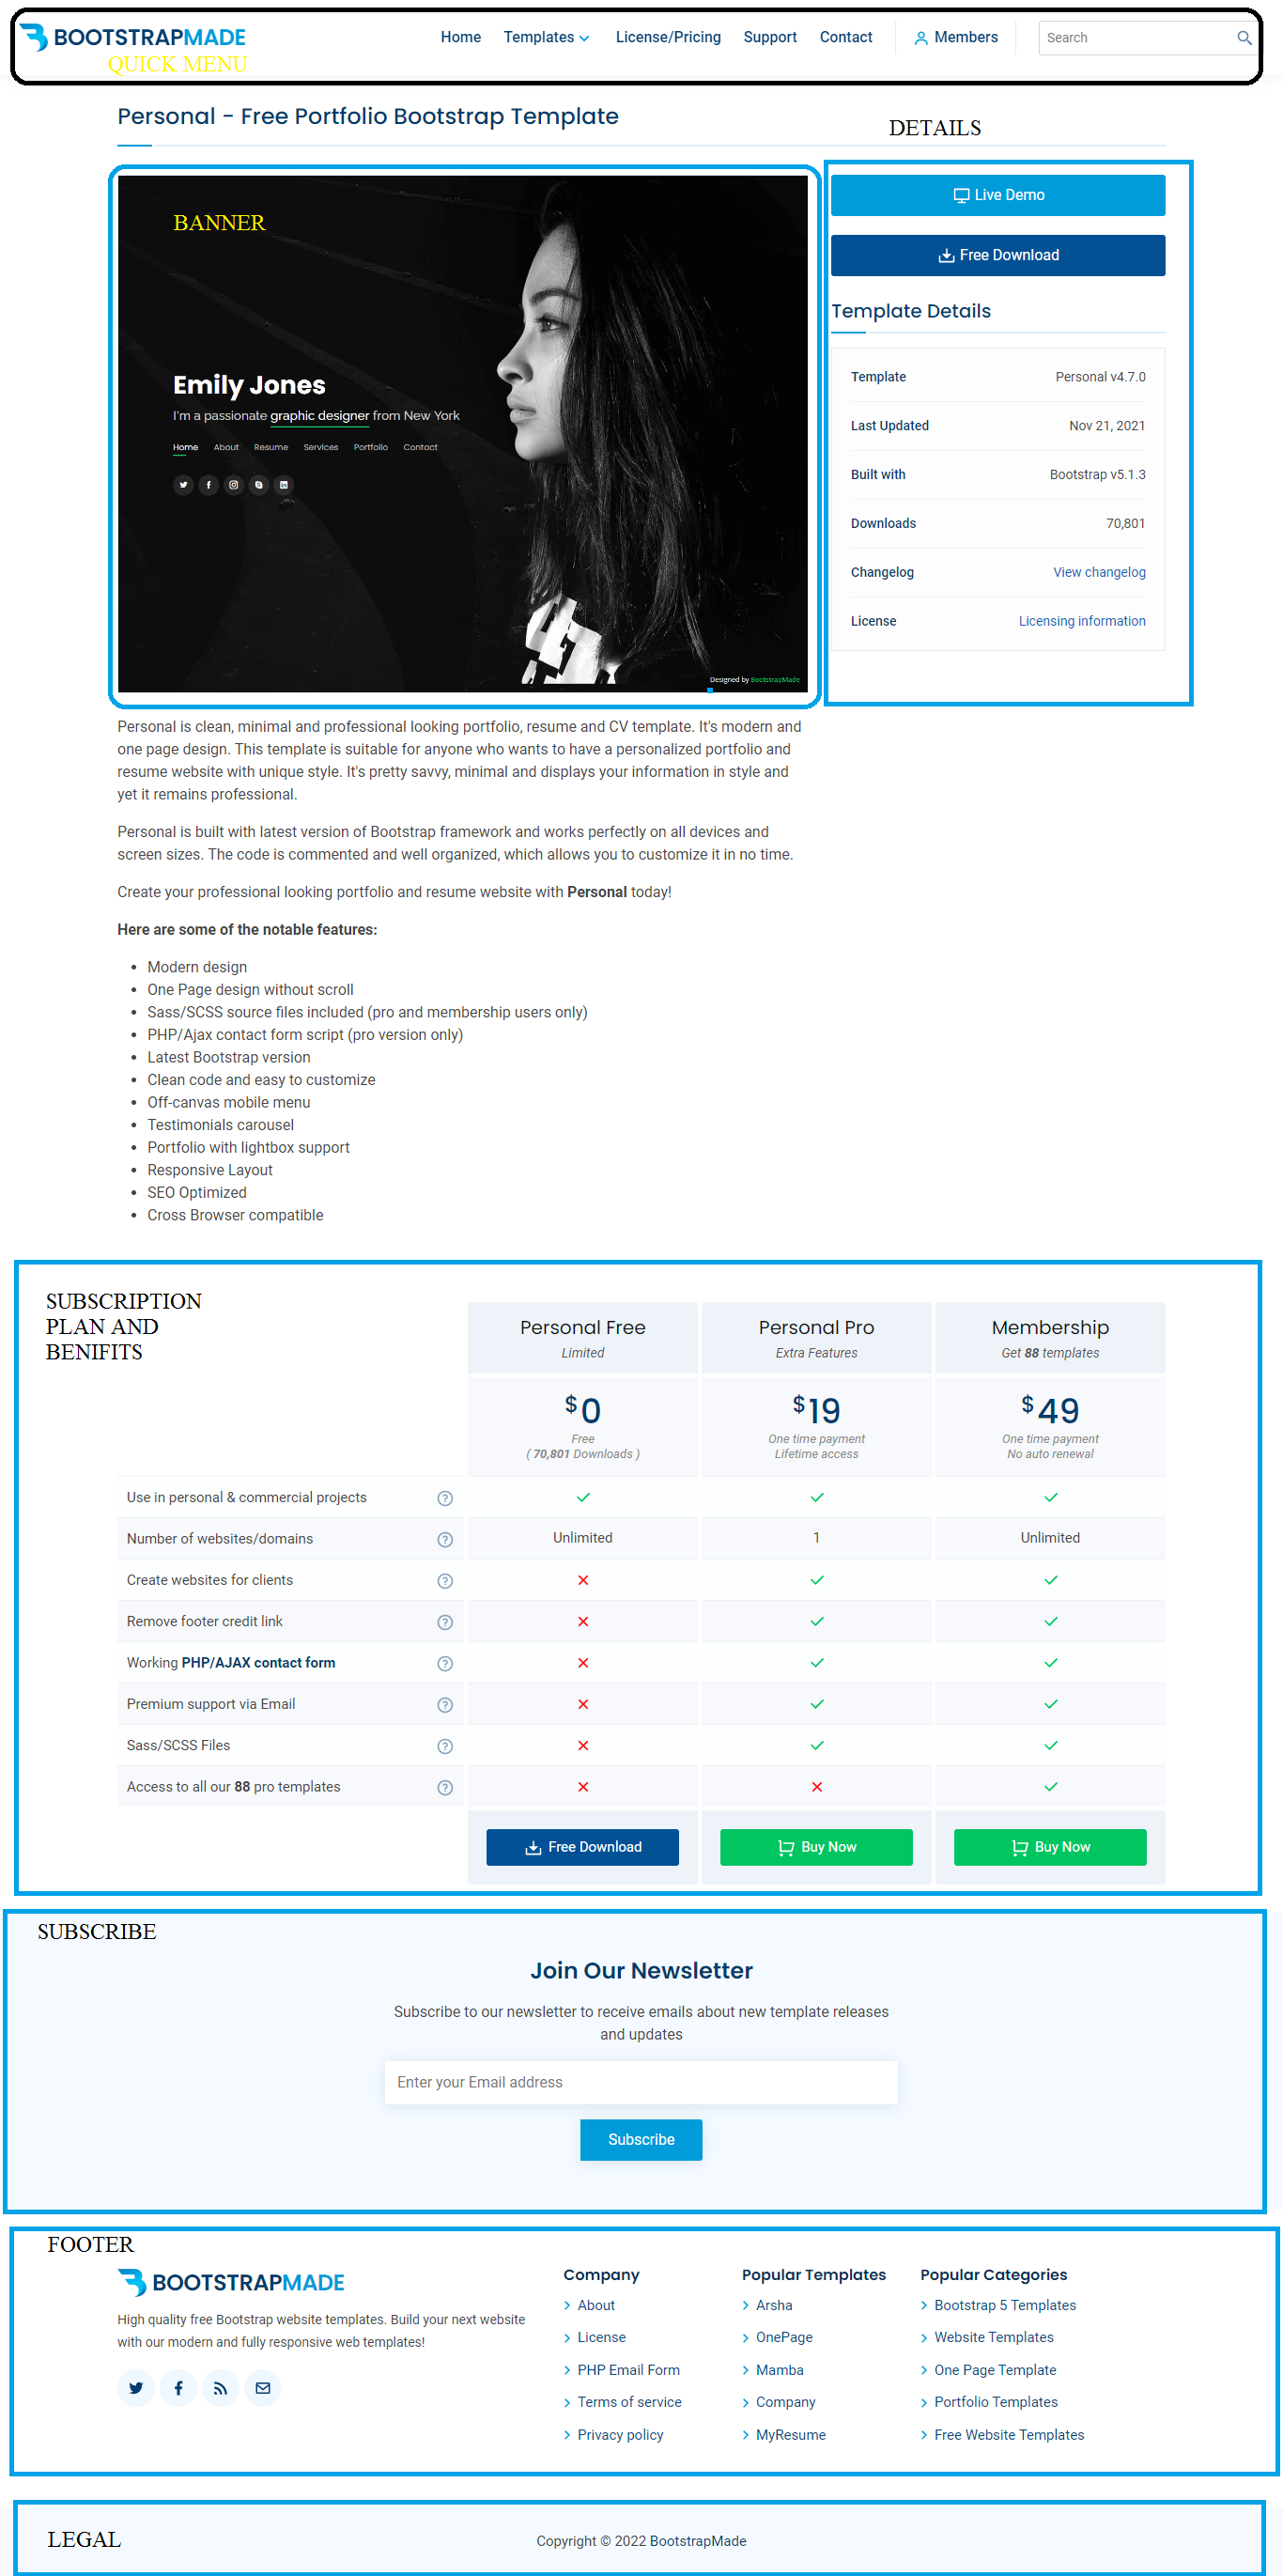 BOOTSTRAPMADE
Home Templates License/Pricing Support Contact Members Search
QUICK MENU
Personal - Free Portfolio Bootstrap Template
DETAILS
BANNER
Emily Jones
I'm a passionate graphic designer from New York
Home About Resume Services Portfolio Contact
Designed by BootstrapMade
Live Demo
Free Download
Template Details
Template Personal v4.7.0
Last Updated Nov 21, 2021
Built with Bootstrap v5.1.3
Downloads 70,801
Changelog View changelog
License Licensing information
Personal is clean, minimal and professional looking portfolio, resume and CV template. It's modern and
one page design. This template is suitable for anyone who wants to have a personalized portfolio and
resume website with unique style. It's pretty savvy, minimal and displays your information in style and
yet it remains professional.
Personal is built with latest version of Bootstrap framework and works perfectly on all devices and
screen sizes. The code is commented and well organized, which allows you to customize it in no time.
Create your professional looking portfolio and resume website with Personal today!
Here are some of the notable features:
Modern design
One Page design without scroll
Sass/SCSS source files included (pro and membership users only)
PHP/Ajax contact form script (pro version only)
Latest Bootstrap version
Clean code and easy to customize
Off-canvas mobile menu
Testimonials carousel
Portfolio with lightbox support
Responsive Layout
SEO Optimized
Cross Browser compatible
SUBSCRIPTION
PLAN AND
BENIFITS
Personal Free Personal Pro Membership
Limited Extra Features Get 88 templates
$0 $19 $49
Free One time payment One time payment
( 70,801 Downloads ) Lifetime access No auto renewal
Use in personal & commercial projects ? ✓ ✓ ✓
Number of websites/domains ? Unlimited 1 Unlimited
Create websites for clients ? ✕ ✓ ✓
Remove footer credit link ? ✕ ✓ ✓
Working PHP/AJAX contact form ? ✕ ✓ ✓
Premium support via Email ? ✕ ✓ ✓
Sass/SCSS Files ? ✕ ✓ ✓
Access to all our 88 pro templates ? ✕ ✕ ✓
Free Download Buy Now Buy Now
SUBSCRIBE
Join Our Newsletter
Subscribe to our newsletter to receive emails about new template releases
and updates
Enter your Email address
Subscribe
FOOTER
BOOTSTRAPMADE
High quality free Bootstrap website templates. Build your next website
with our modern and fully responsive web templates!
Company
About
License
PHP Email Form
Terms of service
Privacy policy
Popular Templates
Arsha
OnePage
Mamba
Company
MyResume
Popular Categories
Bootstrap 5 Templates
Website Templates
One Page Template
Portfolio Templates
Free Website Templates
LEGAL
Copyright © 2022 BootstrapMade